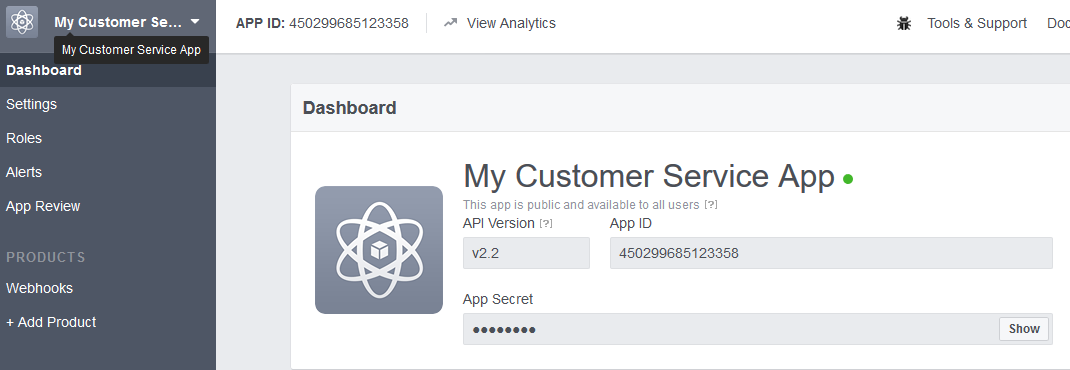 My Customer Se...
APP ID: 450299685123358
View Analytics
Tools & Support
Doc
My Customer Service App
Dashboard
Settings
Roles
Alerts
App Review
PRODUCTS
Webhooks
+ Add Product
Dashboard
My Customer Service App
This app is public and available to all users [?]
API Version [?]
App ID
v2.2
450299685123358
App Secret
●●●●●●●●
Show